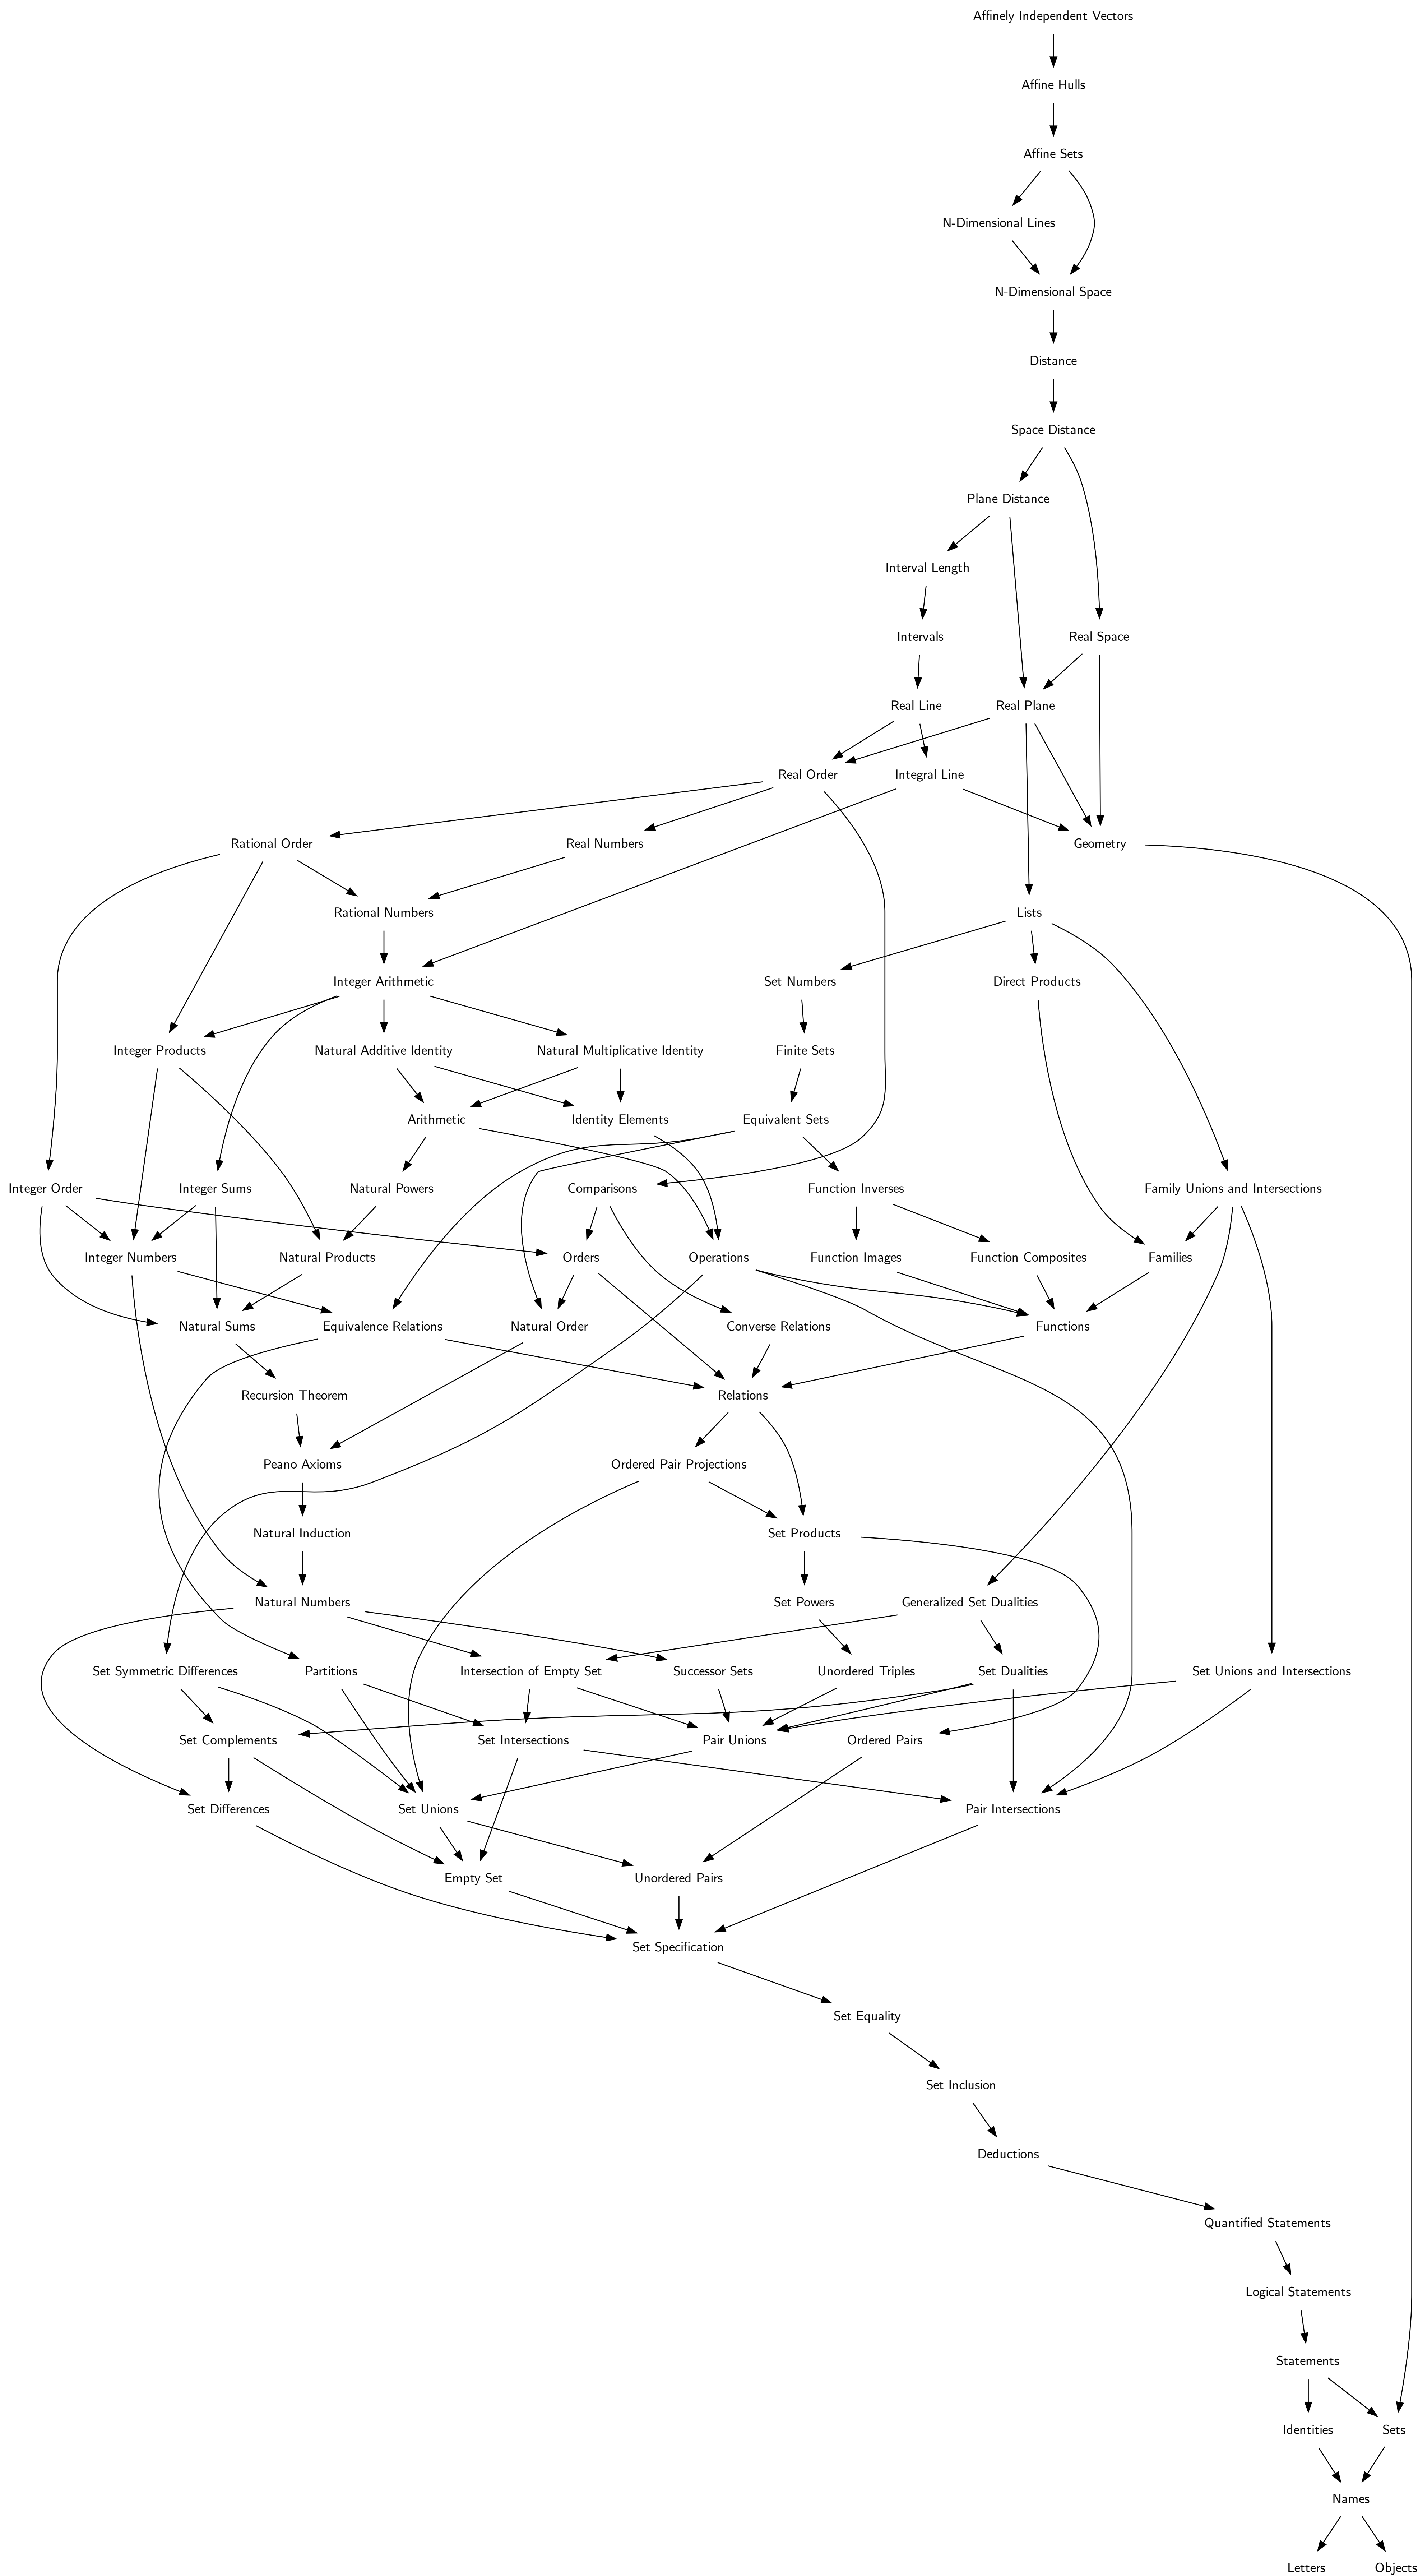 Affinely Independent Vectors
Affine Hulls
Affine Sets
N-Dimensional Lines
N-Dimensional Space
Distance
Space Distance
Plane Distance
Interval Length
Intervals
Real Space
Real Line
Real Plane
Real Order
Integral Line
Rational Order
Real Numbers
Geometry
Rational Numbers
Lists
Integer Arithmetic
Set Numbers
Direct Products
Integer Products
Natural Additive Identity
Natural Multiplicative Identity
Finite Sets
Arithmetic
Identity Elements
Equivalent Sets
Integer Order
Integer Sums
Natural Powers
Comparisons
Function Inverses
Family Unions and Intersections
Integer Numbers
Natural Products
Orders
Operations
Function Images
Function Composites
Families
Natural Sums
Equivalence Relations
Natural Order
Converse Relations
Functions
Recursion Theorem
Relations
Peano Axioms
Ordered Pair Projections
Natural Induction
Set Products
Natural Numbers
Set Powers
Generalized Set Dualities
Set Symmetric Differences
Partitions
Intersection of Empty Set
Successor Sets
Unordered Triples
Set Dualities
Set Unions and Intersections
Set Complements
Set Intersections
Pair Unions
Ordered Pairs
Set Differences
Set Unions
Pair Intersections
Empty Set
Unordered Pairs
Set Specification
Set Equality
Set Inclusion
Deductions
Quantified Statements
Logical Statements
Statements
Identities
Sets
Names
Letters
Objects